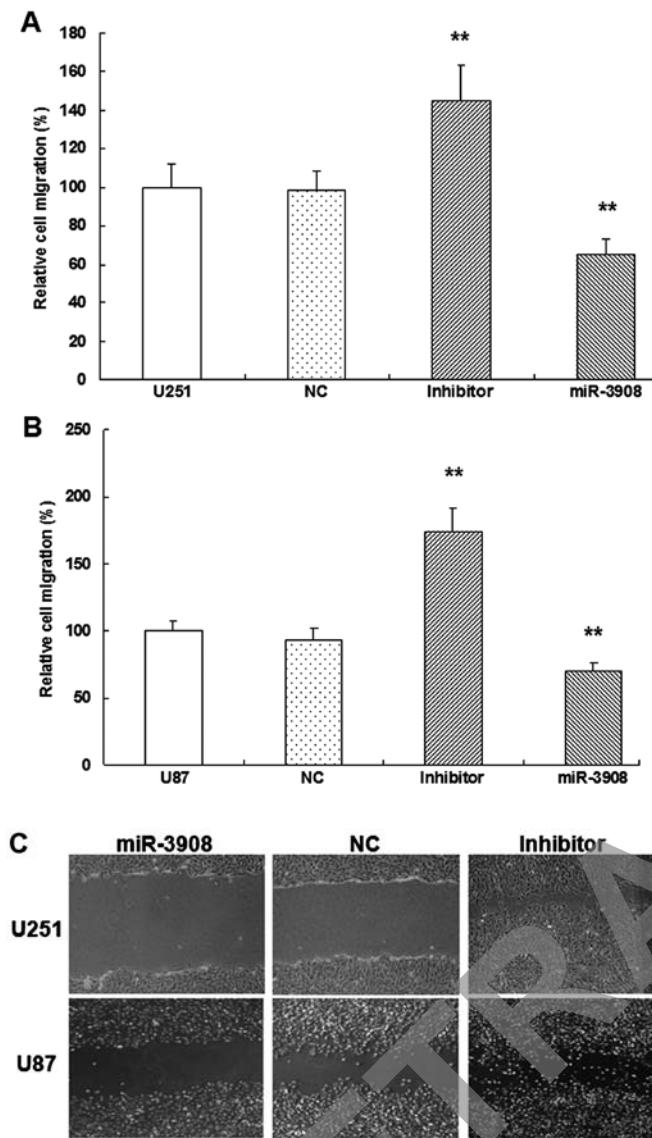 A
Relative cell migration (%)
180
160
140
120
100
80
60
40
20
0
**
**
U251 NC Inhibitor miR-3908
B
Relative cell migration (%)
250
200
150
100
50
0
**
**
U87 NC Inhibitor miR-3908
C
miR-3908 NC Inhibitor
U251
U87
TRA